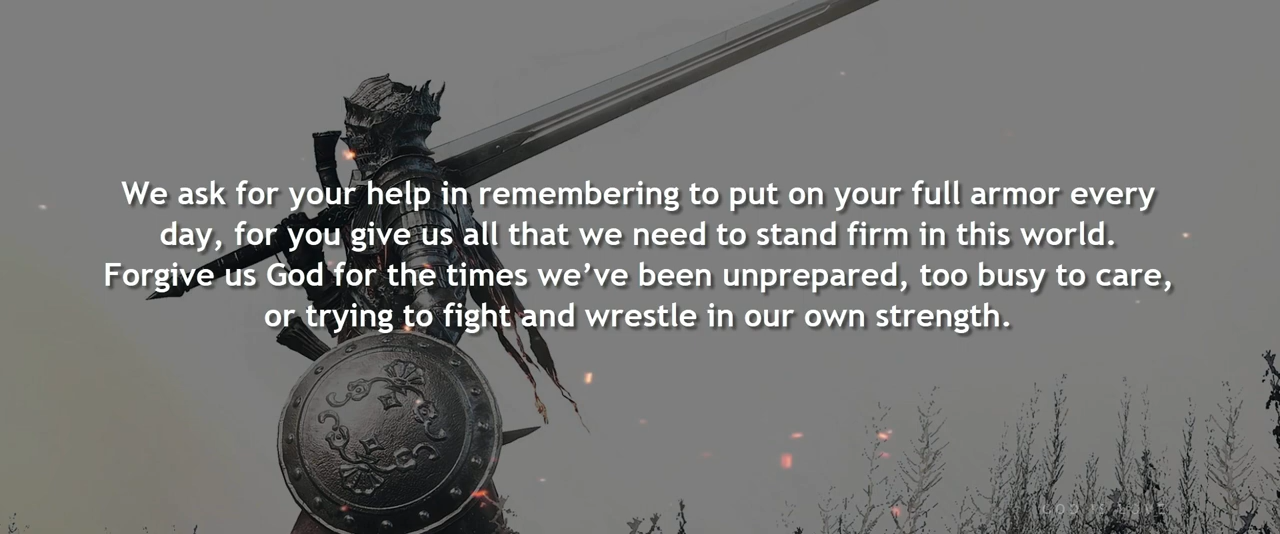 We ask for your help in remembering to put on your full armor every
day, for you give us all that we need to stand firm in this world.
Forgive us God for the times we’ve been unprepared, too busy to care,
or trying to fight and wrestle in our own strength.